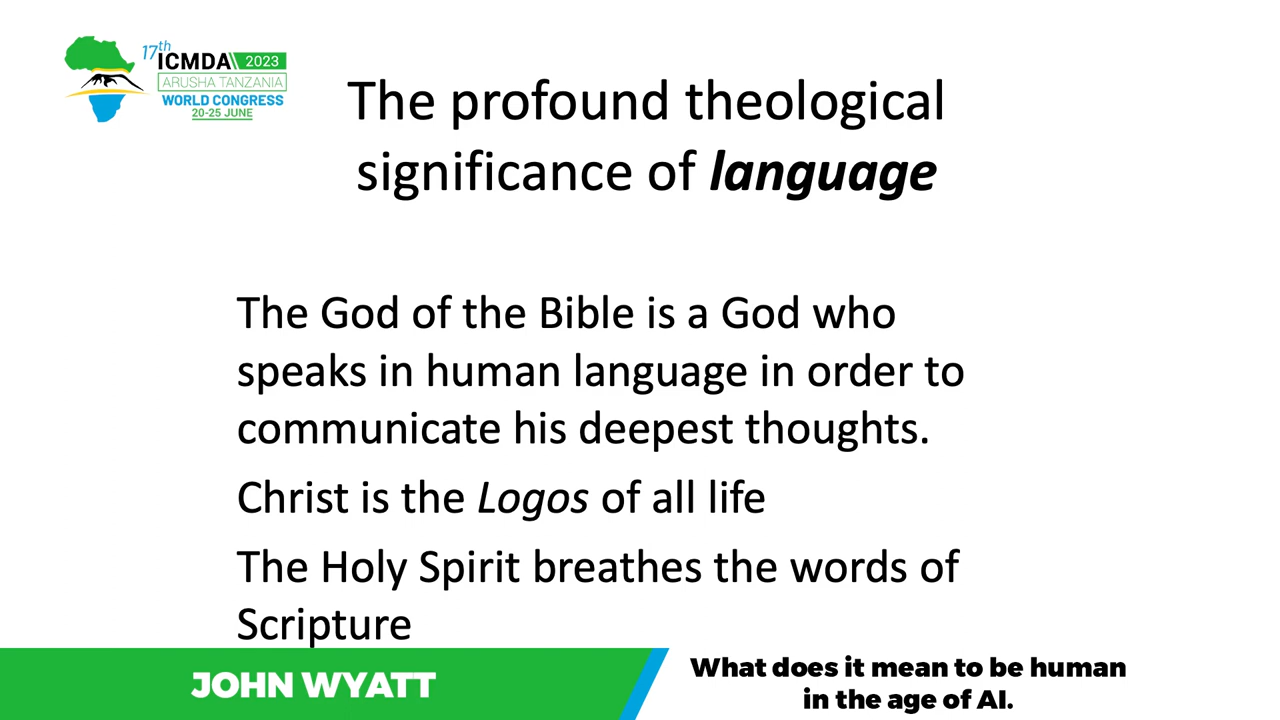 17th
ICMDA 2023
ARUSHA TANZANIA
WORLD CONGRESS
20-25 JUNE
The profound theological
significance of language
The God of the Bible is a God who
speaks in human language in order to
communicate his deepest thoughts.
Christ is the Logos of all life
The Holy Spirit breathes the words of
Scripture
JOHN WYATT
What does it mean to be human
in the age of AI.